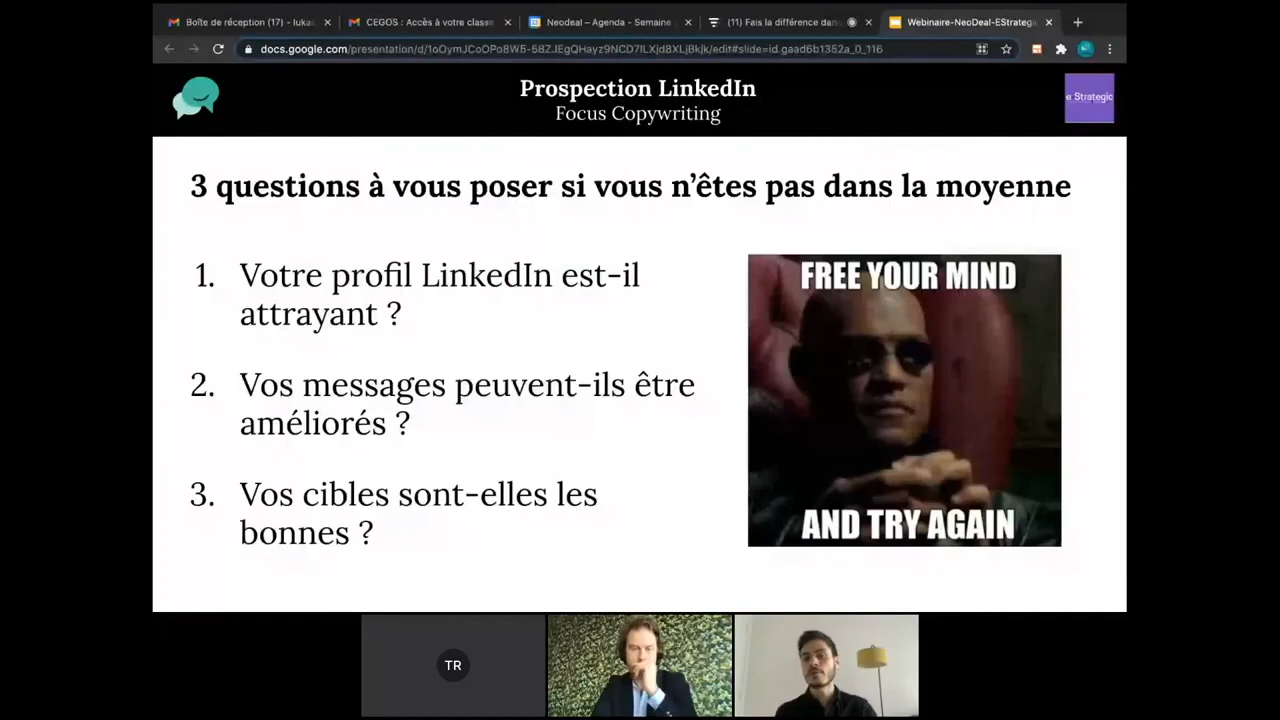 Boîte de réception (17) - luka
CEGOS : Accès à votre classe
Neodeal – Agenda - Semaine
(11) Fais la différence dan
Webinaire-NeoDeal-EStrategi
Prospection LinkedIn
Focus Copywriting
e Strategic
3 questions à vous poser si vous n’êtes pas dans la moyenne
1. Votre profil LinkedIn est-il
attrayant ?
2. Vos messages peuvent-ils être
améliorés ?
3. Vos cibles sont-elles les
bonnes ?
FREE YOUR MIND
AND TRY AGAIN
TR